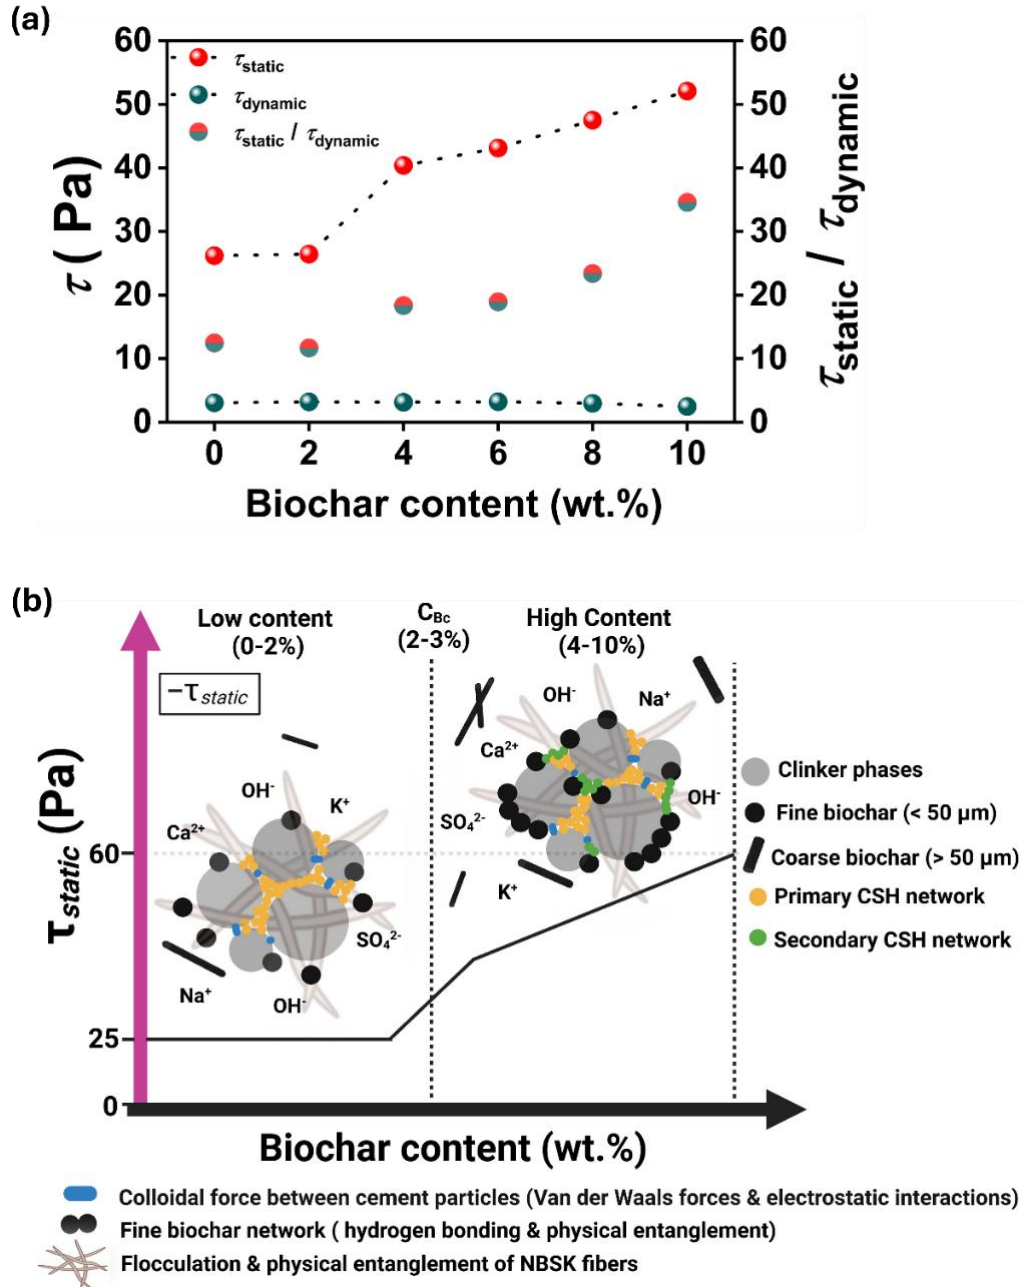 (a)
60
50
40
30
20
10
0
τ ( Pa)
τstatic
τdynamic
τstatic / τdynamic
60
50
40
30
20
10
0
τstatic / τdynamic
0 2 4 6 8 10
Biochar content (wt.%)
(b)
Low content
(0-2%)
CBc
(2-3%)
High Content
(4-10%)
−τstatic
OH-
K+
Ca2+
SO42-
Na+
OH-
OH-
Na+
Ca2+
OH-
SO42-
K+
τstatic (Pa)
60
25
0
Clinker phases
Fine biochar (< 50 µm)
Coarse biochar (> 50 µm)
Primary CSH network
Secondary CSH network
Biochar content (wt.%)
Colloidal force between cement particles (Van der Waals forces & electrostatic interactions)
Fine biochar network ( hydrogen bonding & physical entanglement)
Flocculation & physical entanglement of NBSK fibers